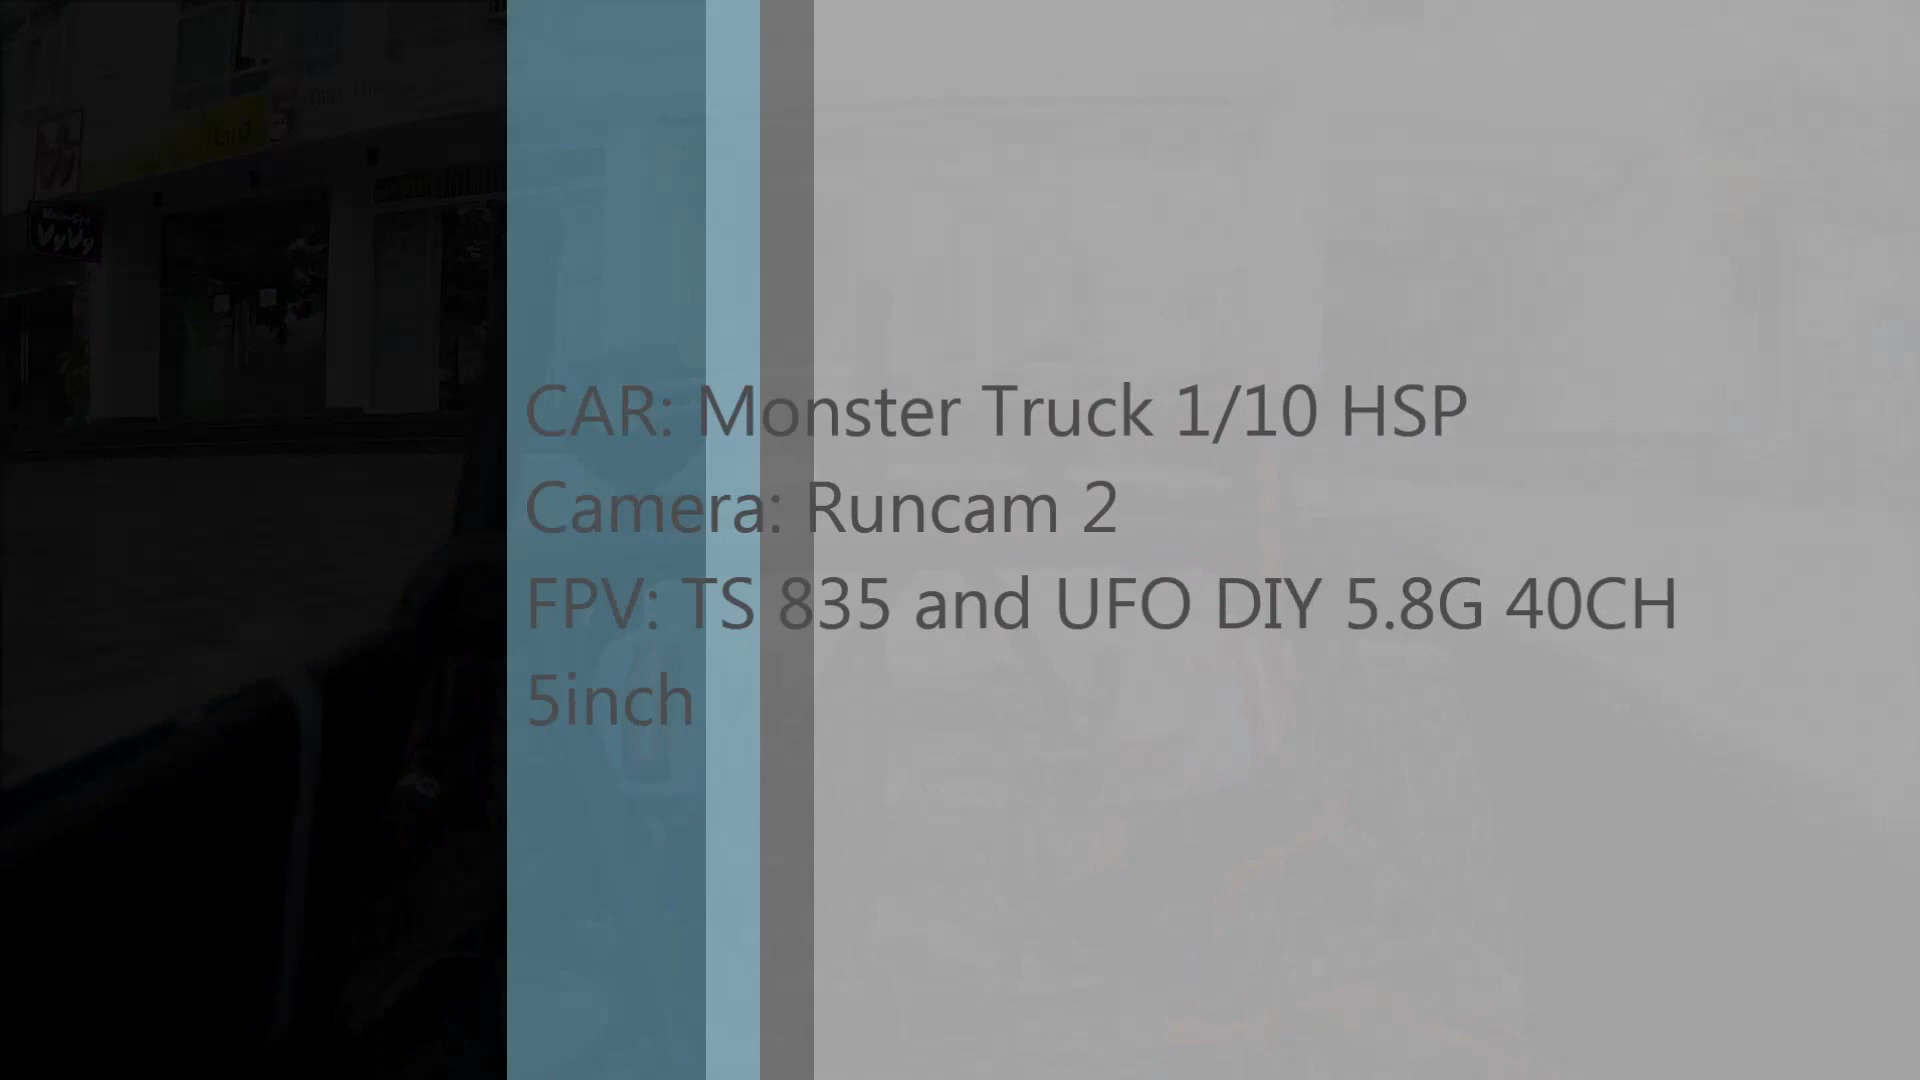 CAR: Monster Truck 1/10 HSP
Camera: Runcam 2
FPV: TS 835 and UFO DIY 5.8G 40CH
5inch
VyVy